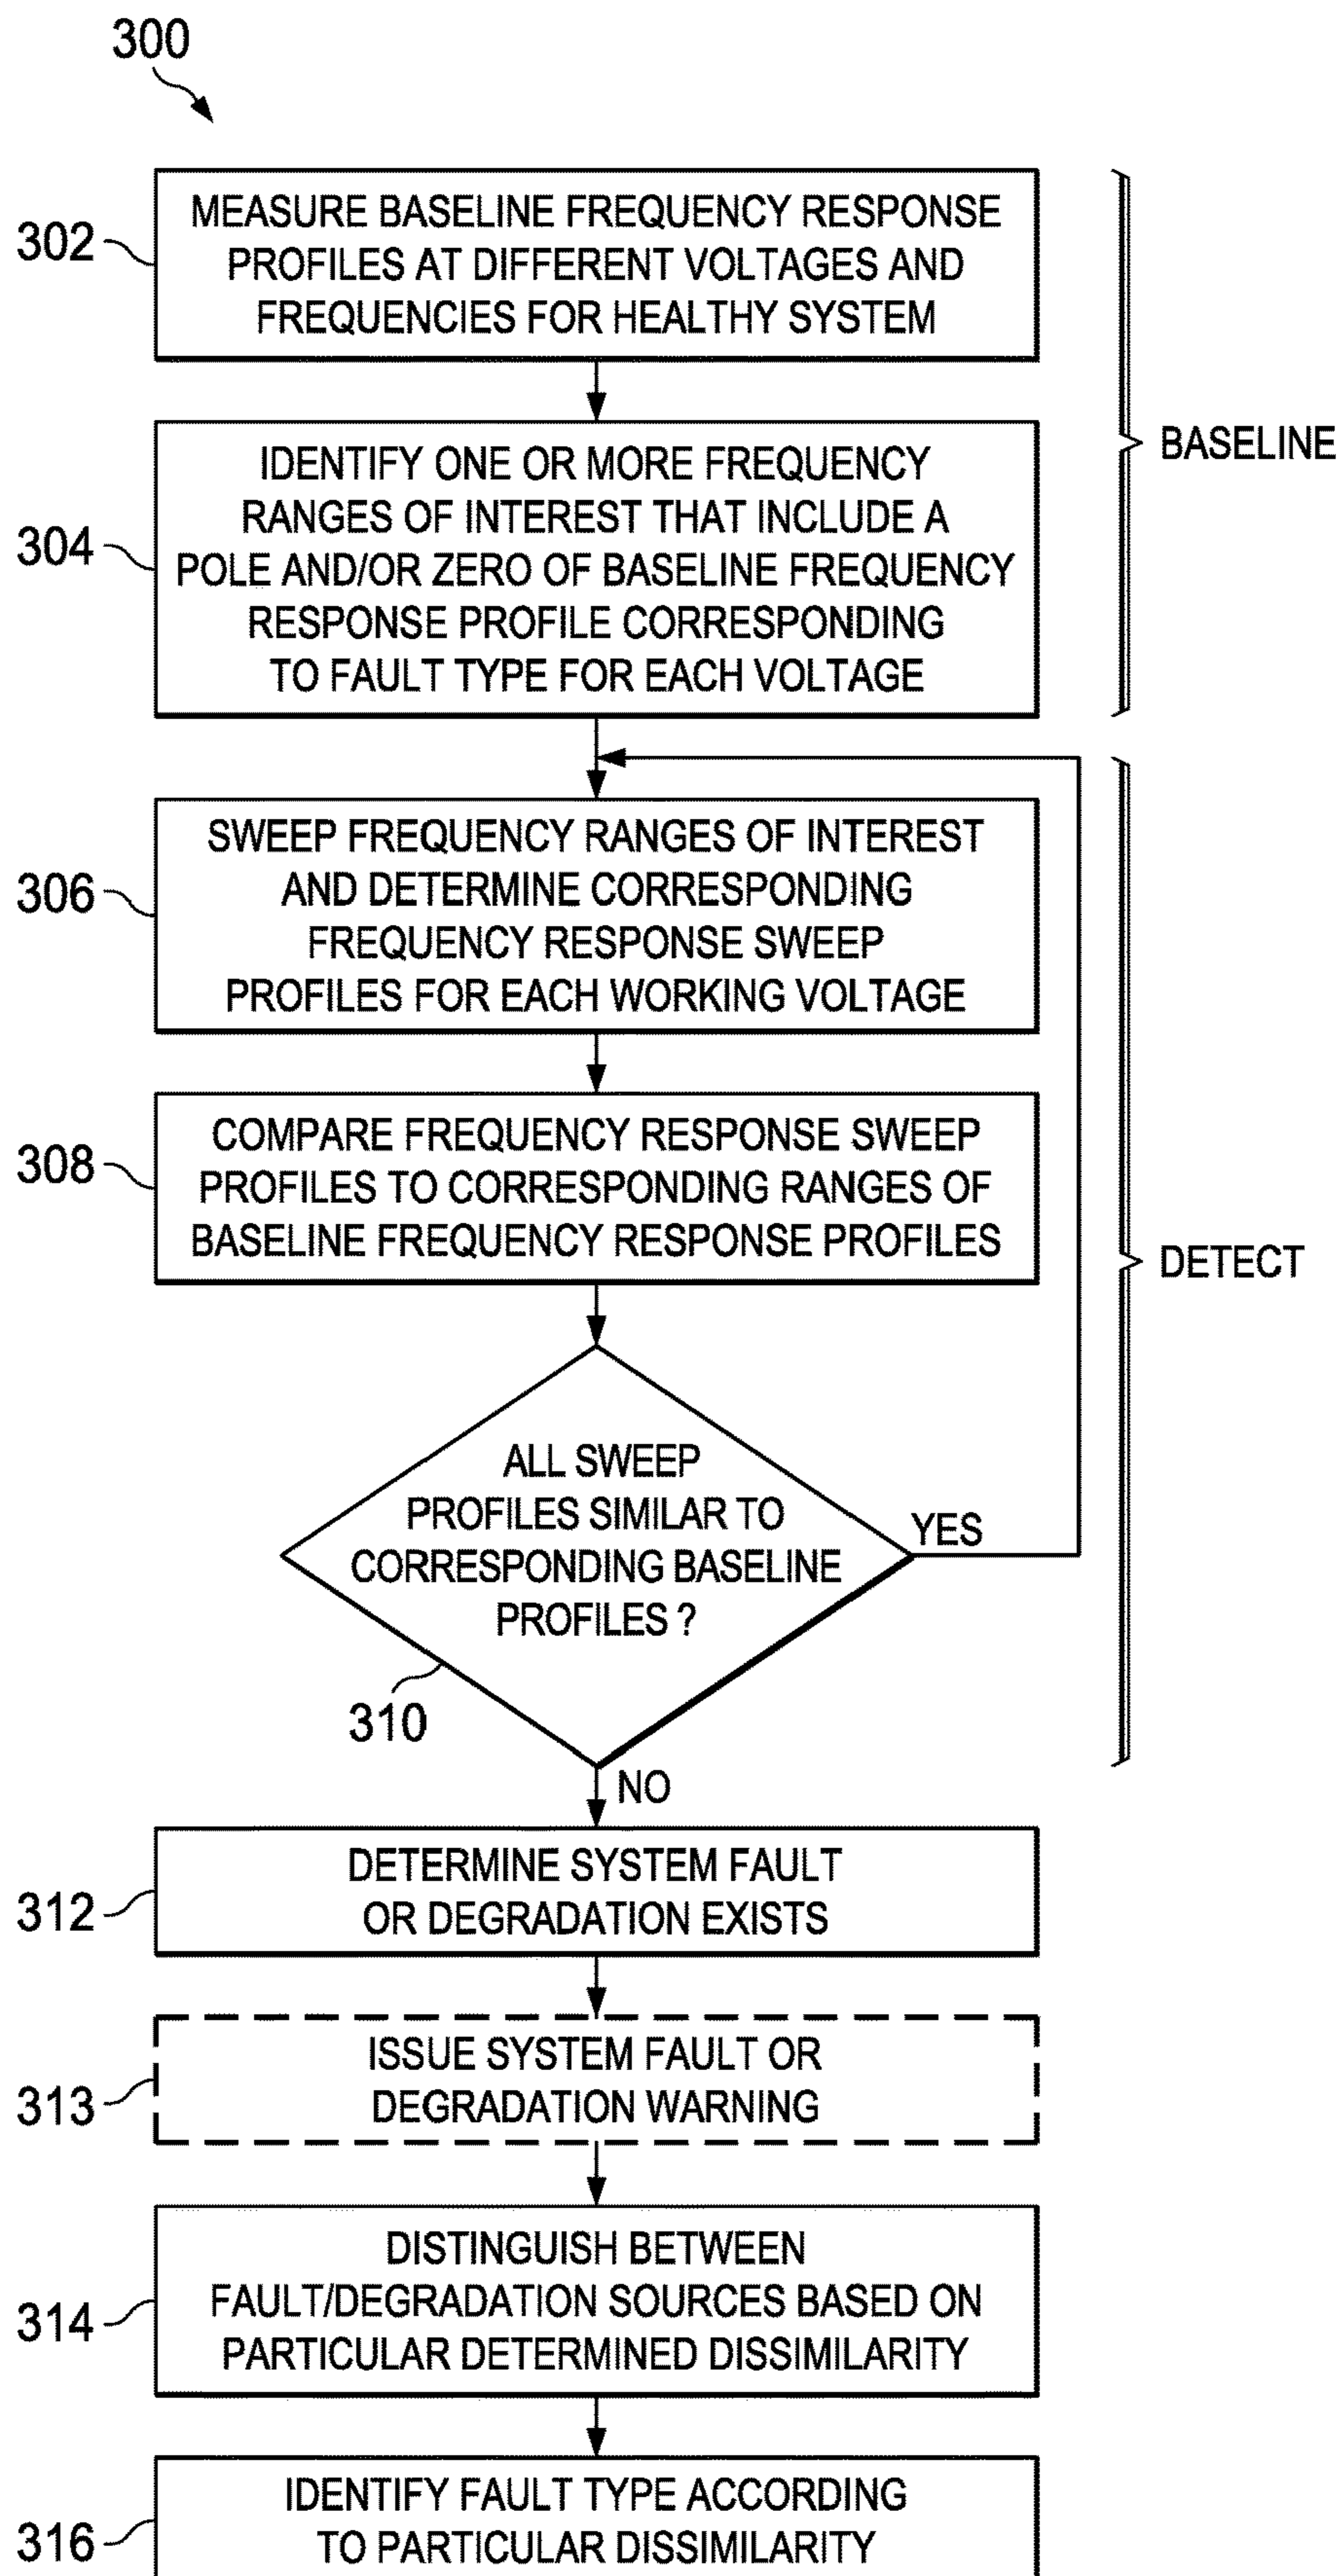 300
302
MEASURE BASELINE FREQUENCY RESPONSE
PROFILES AT DIFFERENT VOLTAGES AND
FREQUENCIES FOR HEALTHY SYSTEM
304
IDENTIFY ONE OR MORE FREQUENCY
RANGES OF INTEREST THAT INCLUDE A
POLE AND/OR ZERO OF BASELINE FREQUENCY
RESPONSE PROFILE CORRESPONDING
TO FAULT TYPE FOR EACH VOLTAGE
BASELINE
306
SWEEP FREQUENCY RANGES OF INTEREST
AND DETERMINE CORRESPONDING
FREQUENCY RESPONSE SWEEP
PROFILES FOR EACH WORKING VOLTAGE
308
COMPARE FREQUENCY RESPONSE SWEEP
PROFILES TO CORRESPONDING RANGES OF
BASELINE FREQUENCY RESPONSE PROFILES
DETECT
ALL SWEEP
PROFILES SIMILAR TO
CORRESPONDING BASELINE
PROFILES ?
YES
310
NO
312
DETERMINE SYSTEM FAULT
OR DEGRADATION EXISTS
313
ISSUE SYSTEM FAULT OR
DEGRADATION WARNING
314
DISTINGUISH BETWEEN
FAULT/DEGRADATION SOURCES BASED ON
PARTICULAR DETERMINED DISSIMILARITY
316
IDENTIFY FAULT TYPE ACCORDING
TO PARTICULAR DISSIMILARITY